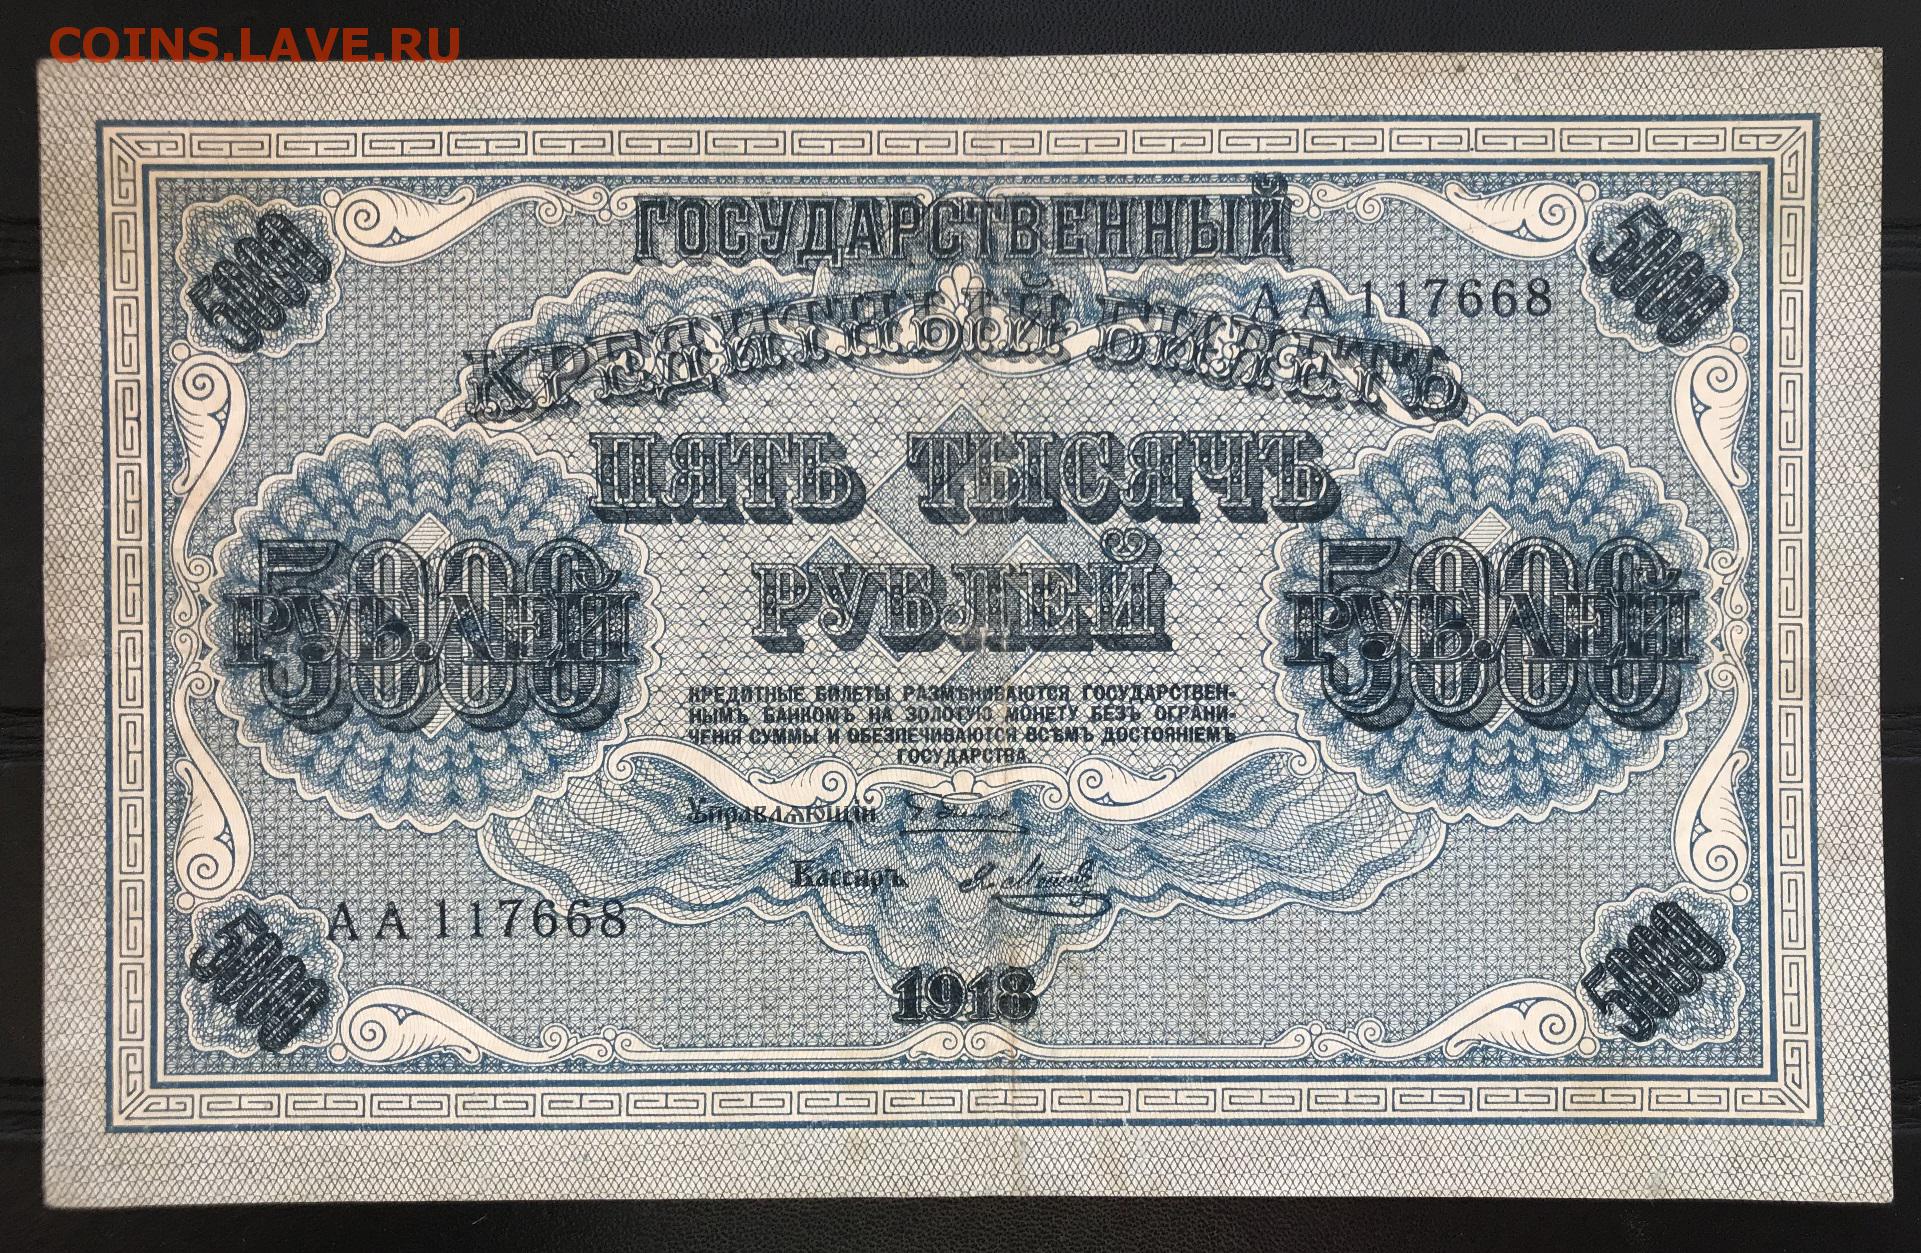 COINS.LAVE.RU
ГОСУДАРСТВЕННЫЙ
5000
5000
АА 117668
КРЕДИТНЫЙ БИЛЕТЪ
ПЯТЬ ТЫСЯЧЪ
РУБЛЕЙ
5000
РУБЛЕЙ
5000
РУБЛЕЙ
КРЕДИТНЫЕ БИЛЕТЫ РАЗМѢНИВАЮТСЯ ГОСУДАРСТВЕН-
НЫМЪ БАНКОМЪ НА ЗОЛОТУЮ МОНЕТУ БЕЗЪ ОГРАНИ-
ЧЕНІЯ СУММЫ И ОБЕЗПЕЧИВАЮТСЯ ВСѢМЪ ДОСТОЯНІЕМЪ
ГОСУДАРСТВА.
Управляющій
Кассиръ
АА 117668
5000
5000
1918